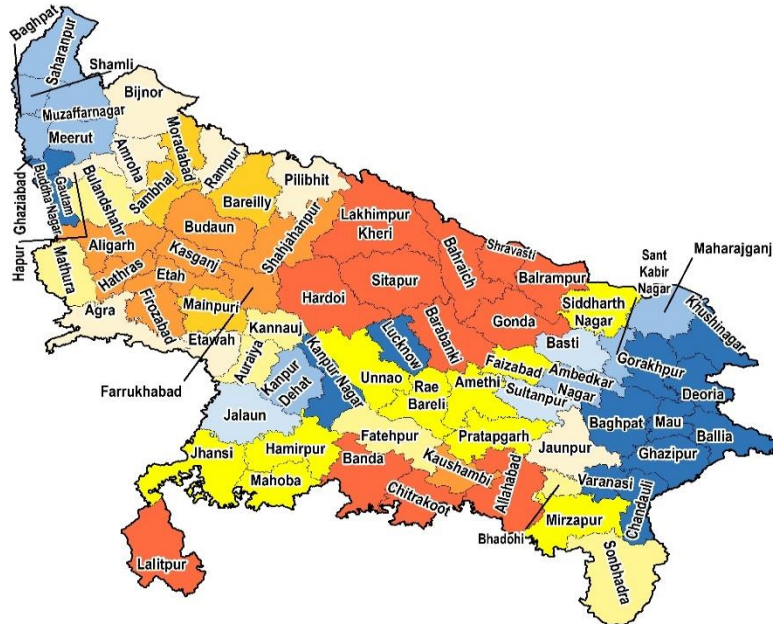 Baghpat
Saharanpur
Shamli
Bijnor
Muzaffarnagar
Meerut
Ghaziabad
Gautam
Buddha Nagar
Hapur
Bulandshahr
Amroha
Moradabad
Sambhal
Rampur
Bareilly
Pilibhit
Budaun
Shahjahanpur
Lakhimpur
Kheri
Bahraich
Shravasti
Balrampur
Sant
Kabir
Nagar
Maharajganj
Khushinagar
Siddharth
Nagar
Aligarh
Mathura
Hathras
Kasganj
Etah
Agra
Firozabad
Mainpuri
Farrukhabad
Etawah
Kannauj
Auraiya
Hardoi
Sitapur
Gonda
Barabanki
Lucknow
Basti
Gorakhpur
Deoria
Kanpur
Dehat
Kanpur Nagar
Unnao
Rae
Bareli
Amethi
Faizabad
Ambedkar
Nagar
Sultanpur
Baghpat
Mau
Ballia
Ghazipur
Jalaun
Fatehpur
Pratapgarh
Jaunpur
Jhansi
Hamirpur
Mahoba
Banda
Kaushambi
Chitrakoot
Allahabad
Bhadohi
Varanasi
Chandauli
Mirzapur
Sonbhadra
Lalitpur